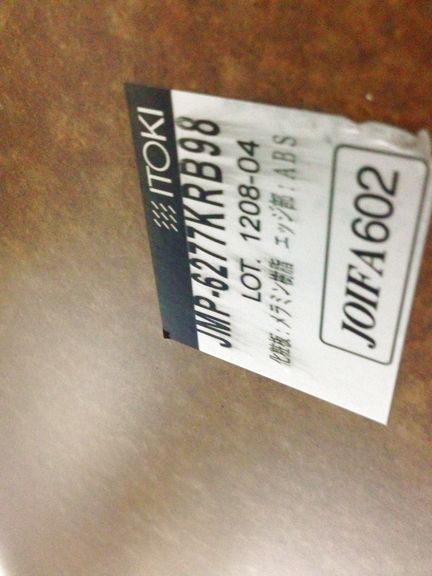 ITOKI
JMP-6277KRB98
LOT. 1208-04
化粧板：メラミン樹脂 エッジ部：ABS
JOIFA602